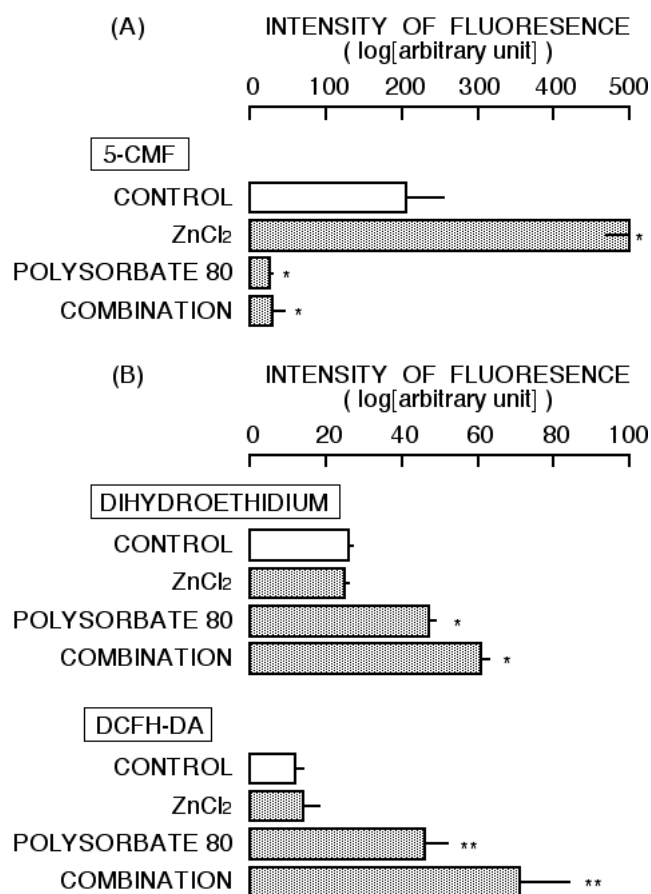 (A) INTENSITY OF FLUORESENCE
( log[arbitrary unit] )
0 100 200 300 400 500
5-CMF
CONTROL
ZnCl2 *
POLYSORBATE 80 *
COMBINATION *
(B) INTENSITY OF FLUORESENCE
( log[arbitrary unit] )
0 20 40 60 80 100
DIHYDROETHIDIUM
CONTROL
ZnCl2
POLYSORBATE 80 *
COMBINATION *
DCFH-DA
CONTROL
ZnCl2
POLYSORBATE 80 **
COMBINATION **